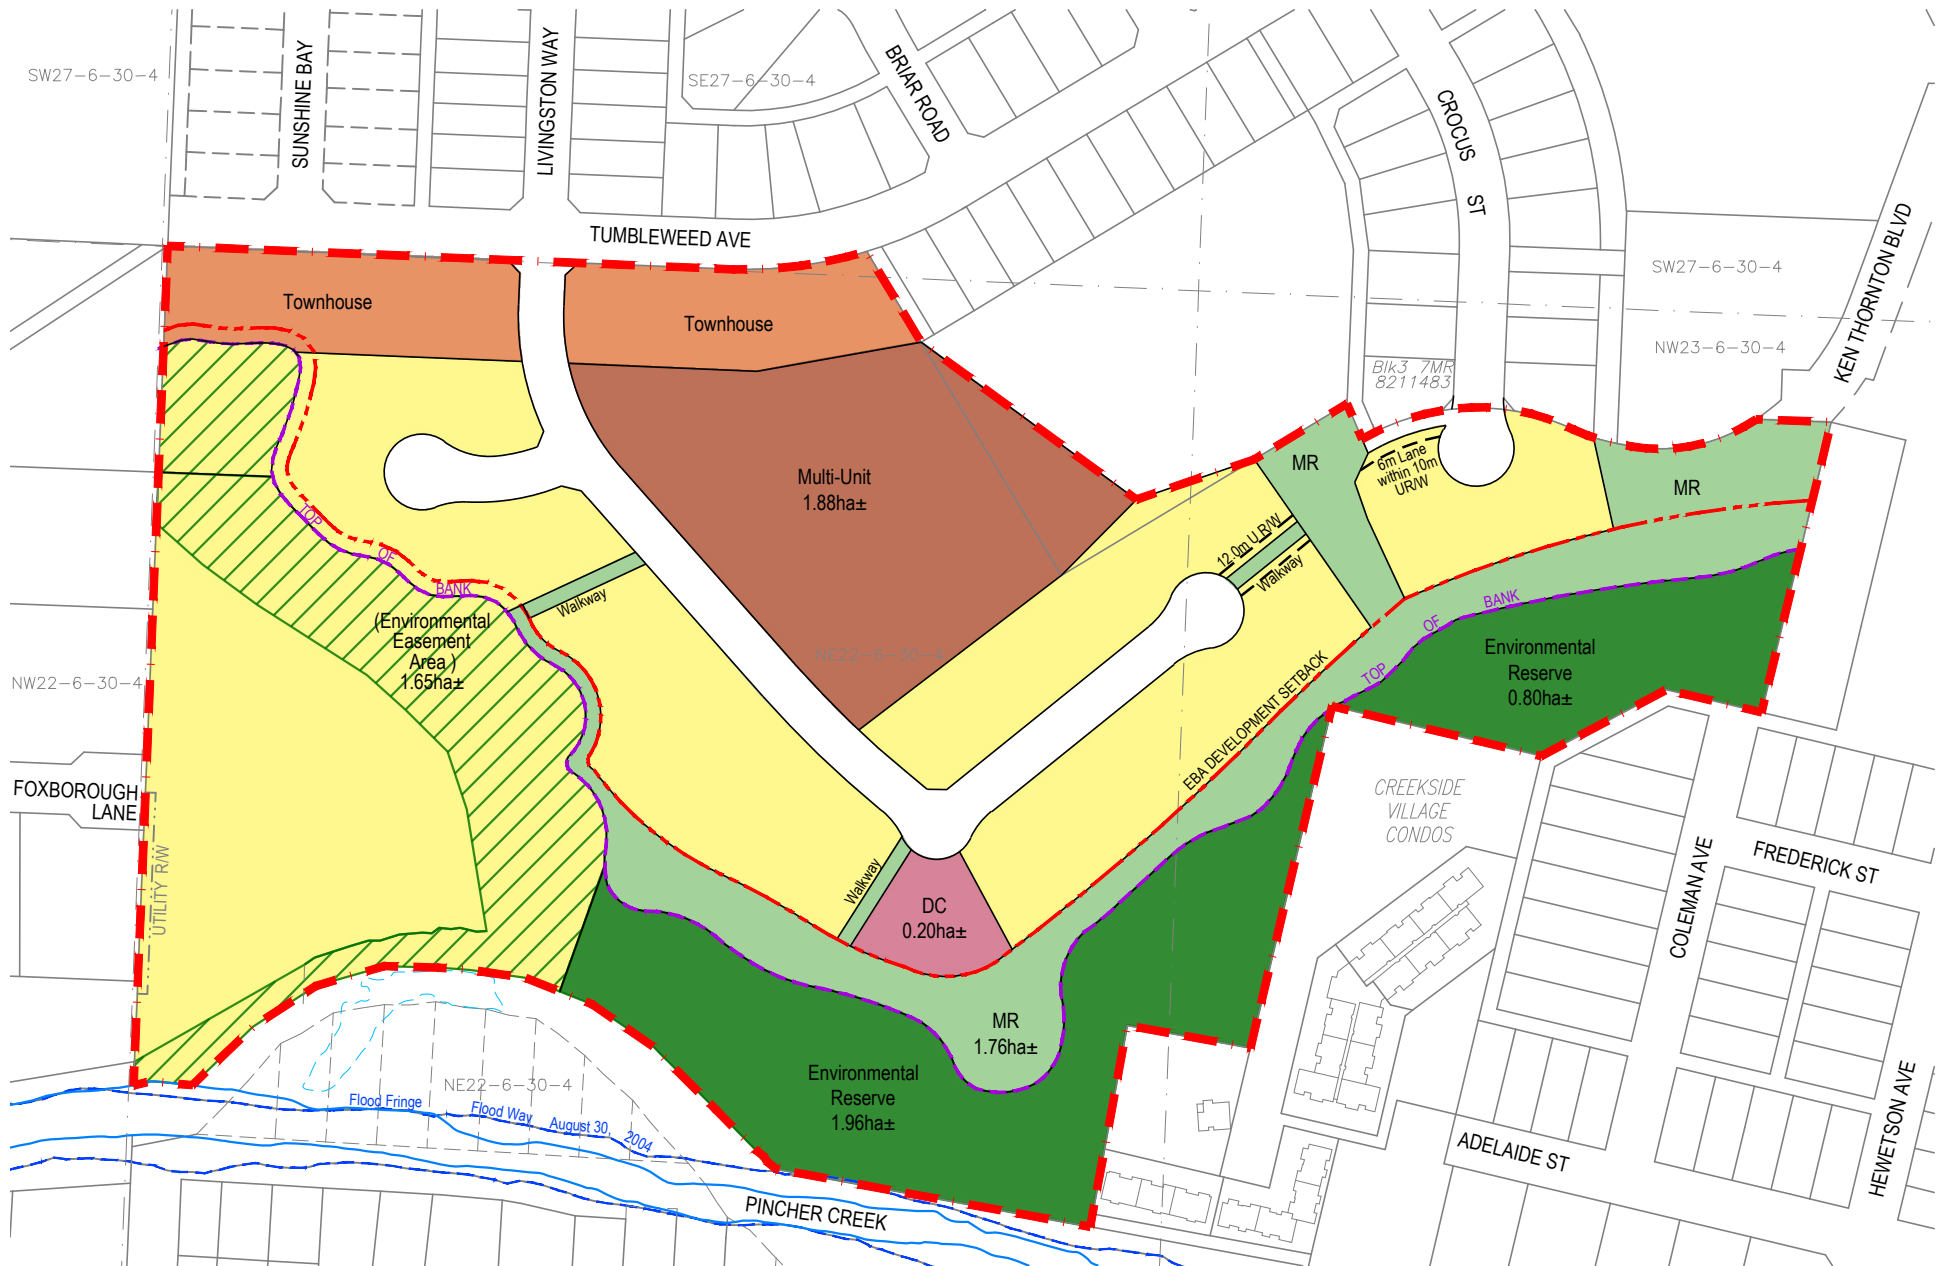 SW27-6-30-4
SUNSHINE BAY
LIVINGSTON WAY
SE27-6-30-4
BRIAR ROAD
CROCUS
ST
TUMBLEWEED AVE
KEN THORNTON BLVD
SW27-6-30-4
NW23-6-30-4
Townhouse
Townhouse
Blk3 7MR
8211483
Multi-Unit
1.88ha±
MR
6m Lane
within 10m
UR/W
MR
TOP
OF
BANK
12.0m U.R/W
Walkway
Walkway
(Environmental
Easement
Area )
1.65ha±
NE22-6-30-4
NW22-6-30-4
EBA DEVELOPMENT SETBACK
TOP
OF
BANK
Environmental
Reserve
0.80ha±
FOXBOROUGH
LANE
UTILITY R/W
CREEKSIDE
VILLAGE
CONDOS
COLEMAN AVE
FREDERICK ST
Walkway
DC
0.20ha±
MR
1.76ha±
Environmental
Reserve
1.96ha±
NE22-6-30-4
Flood Fringe
Flood Way
August 30, 2004
PINCHER CREEK
ADELAIDE ST
HEWETSON AVE